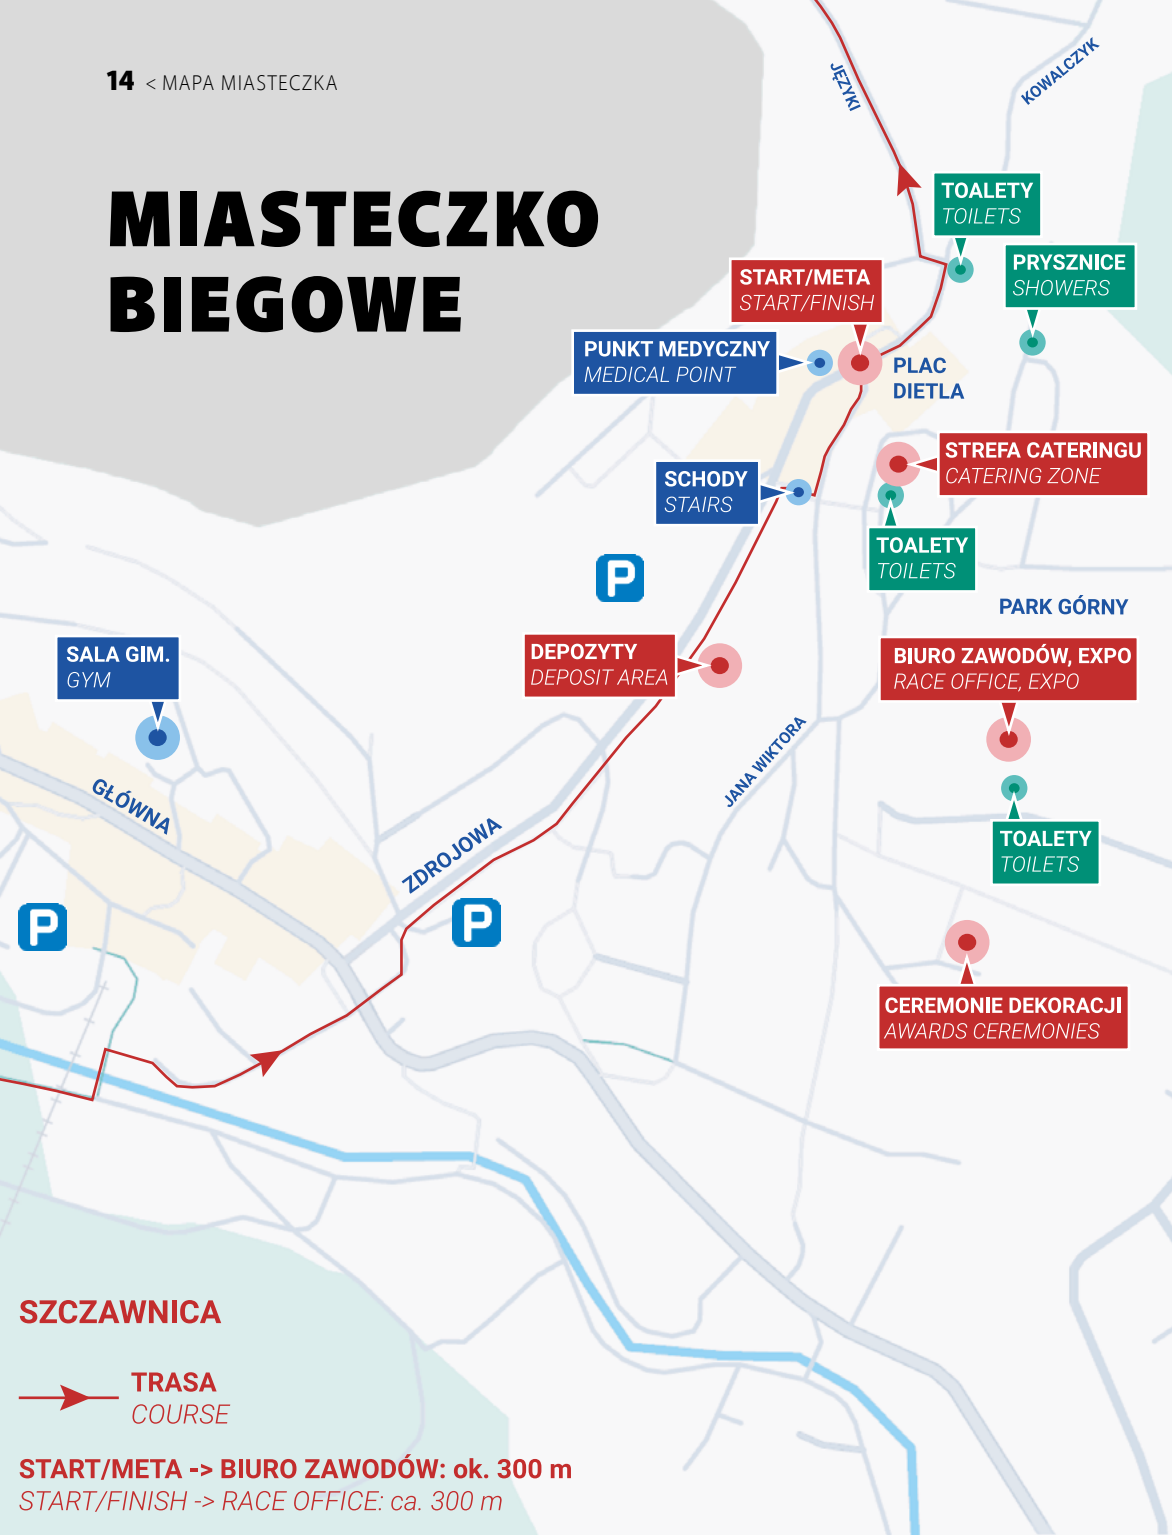 14 < MAPA MIASTECZKA
MIASTECZKO
BIEGOWE
JĘZYKI
KOWALCZYK
TOALETY
TOILETS
PRYSZNICE
SHOWERS
START/META
START/FINISH
PUNKT MEDYCZNY
MEDICAL POINT
PLAC
DIETLA
STREFA CATERINGU
CATERING ZONE
SCHODY
STAIRS
TOALETY
TOILETS
P
PARK GÓRNY
SALA GIM.
GYM
DEPOZYTY
DEPOSIT AREA
BIURO ZAWODÓW, EXPO
RACE OFFICE, EXPO
JANA WIKTORA
GŁÓWNA
ZDROJOWA
TOALETY
TOILETS
P
P
CEREMONIE DEKORACJI
AWARDS CEREMONIES
SZCZAWNICA
TRASA
COURSE
START/META -> BIURO ZAWODÓW: ok. 300 m
START/FINISH -> RACE OFFICE: ca. 300 m